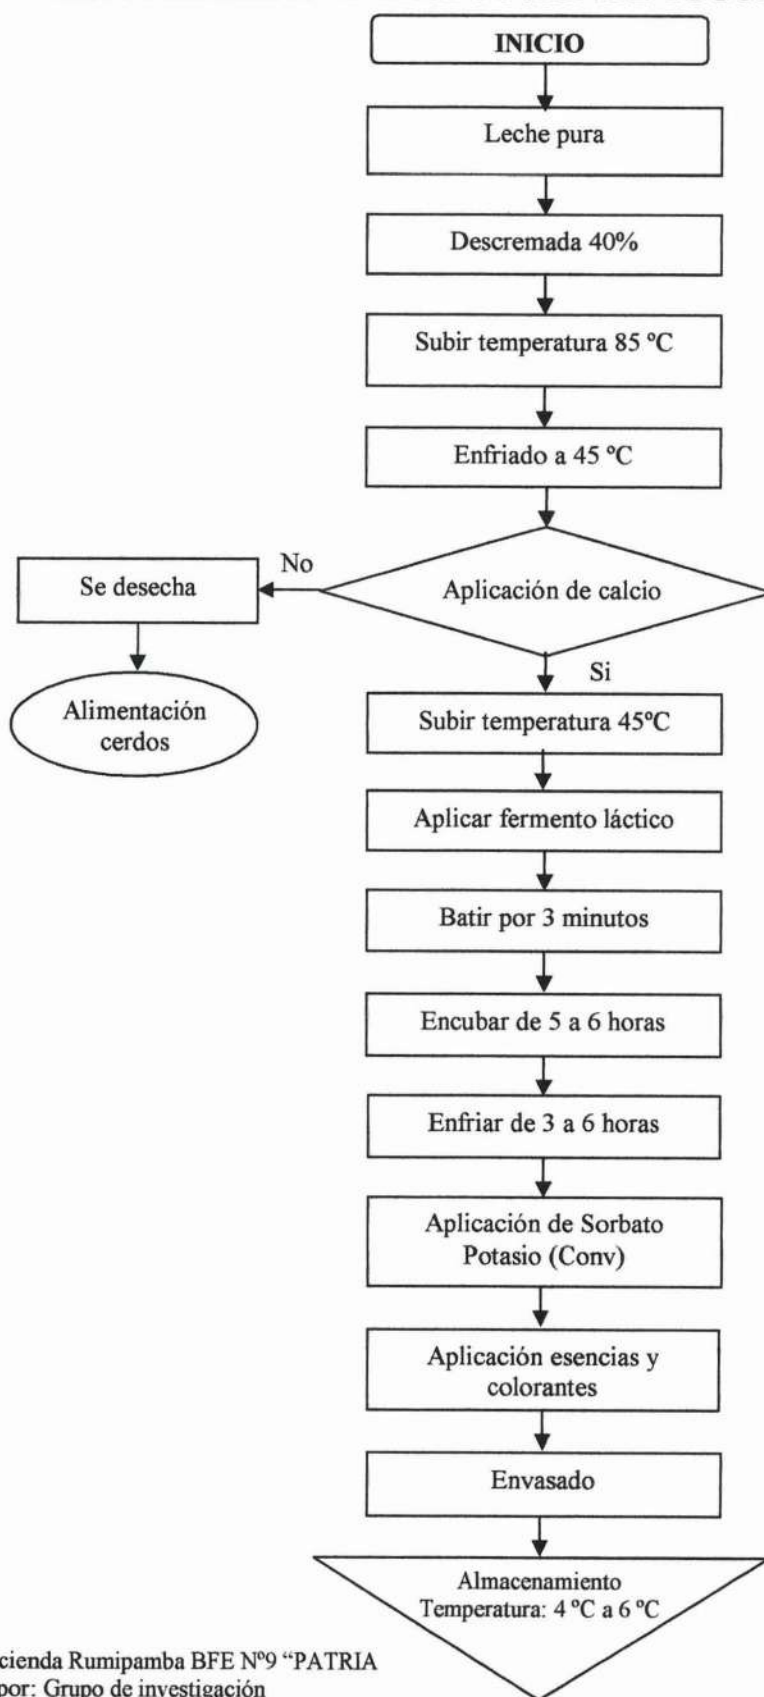 INICIO
Leche pura
Descremada 40%
Subir temperatura 85 ºC
Enfriado a 45 ºC
Aplicación de calcio
No
Se desecha
Alimentación
cerdos
Si
Subir temperatura 45ºC
Aplicar fermento láctico
Batir por 3 minutos
Encubar de 5 a 6 horas
Enfriar de 3 a 6 horas
Aplicación de Sorbato
Potasio (Conv)
Aplicación esencias y
colorantes
Envasado
Almacenamiento
Temperatura: 4 ºC a 6 ºC
cienda Rumipamba BFE Nº9 “PATRIA
por: Grupo de investigación